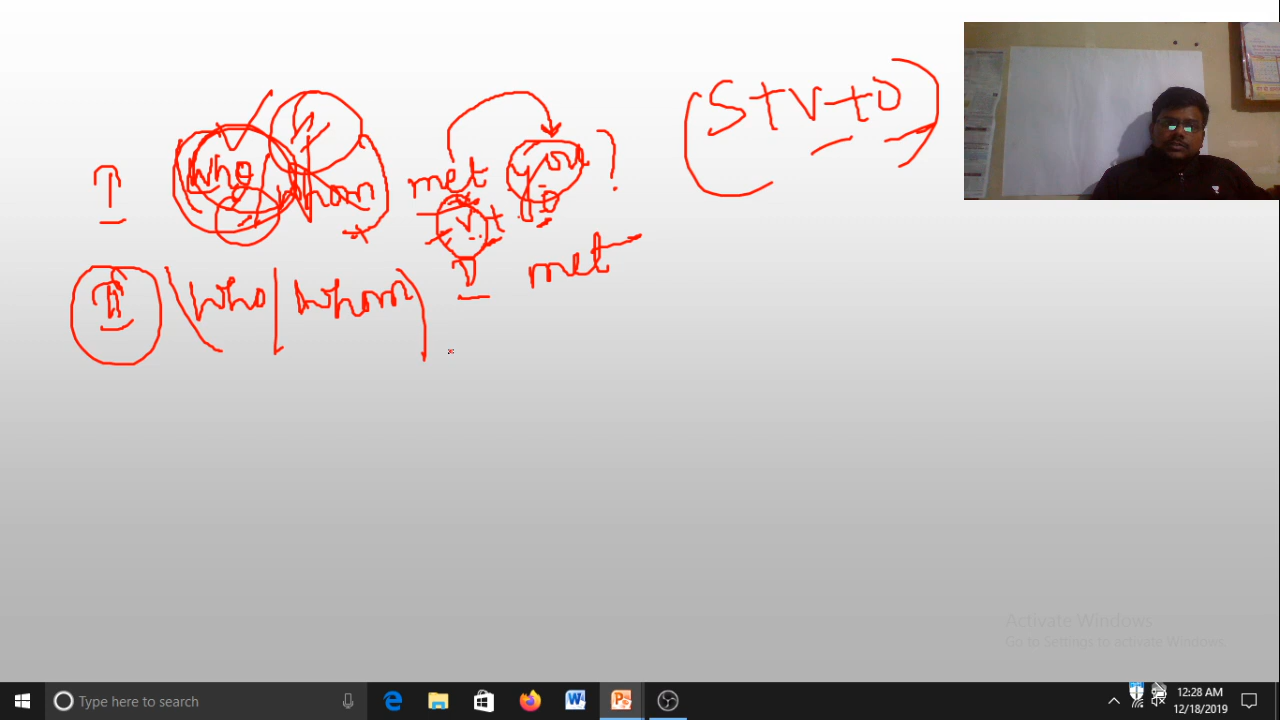 (S+V+O)
I who / whom met you ?
V+ O
II (who | whom) I met
Activate Windows
Go to Settings to activate Windows.
Type here to search
12:28 AM
12/18/2019